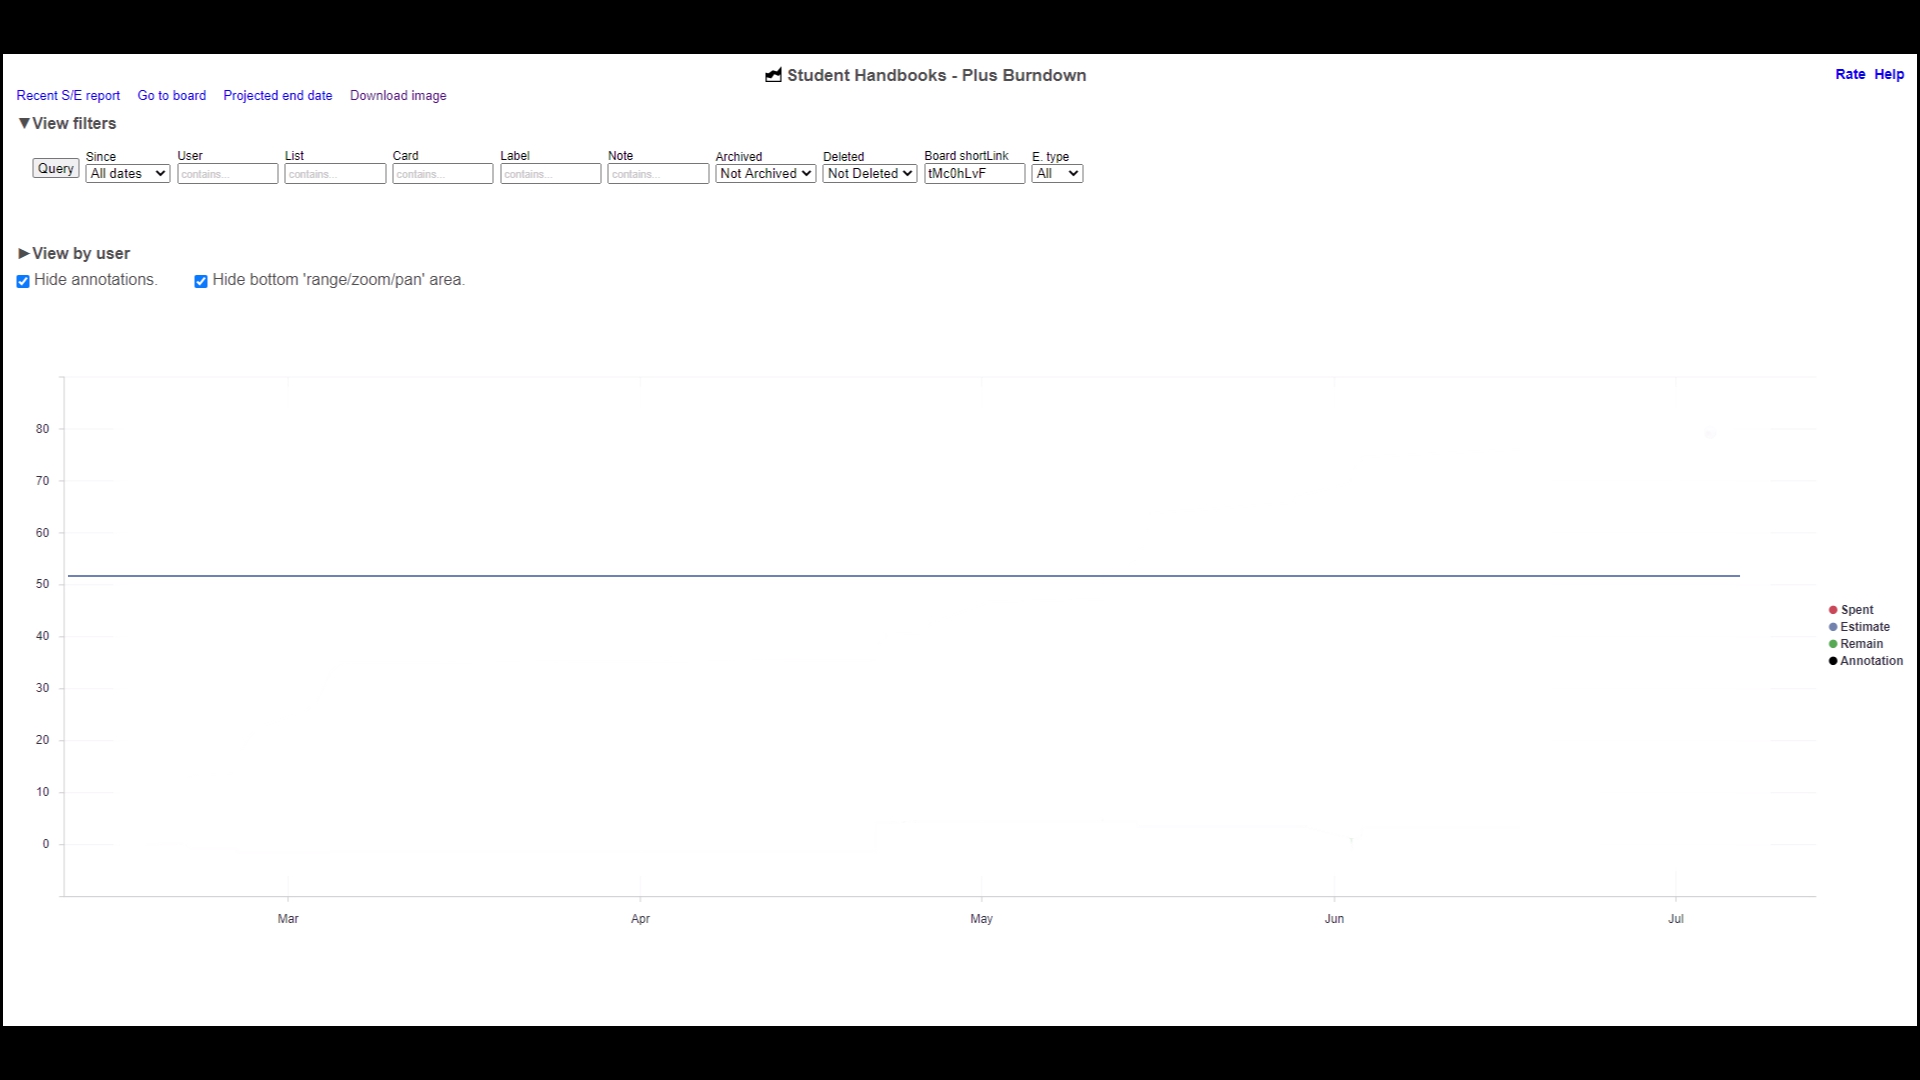 Student Handbooks - Plus Burndown
Rate Help
Recent S/E report Go to board Projected end date Download image
▼View filters
Query
Since User List Card Label Note Archived Deleted Board shortLink E. type
All dates contains... contains... contains... contains... contains... Not Archived Not Deleted tMc0hLvF All
►View by user
Hide annotations. Hide bottom 'range/zoom/pan' area.
80
70
60
50
40
30
20
10
0
Spent
Estimate
Remain
Annotation
Mar Apr May Jun Jul